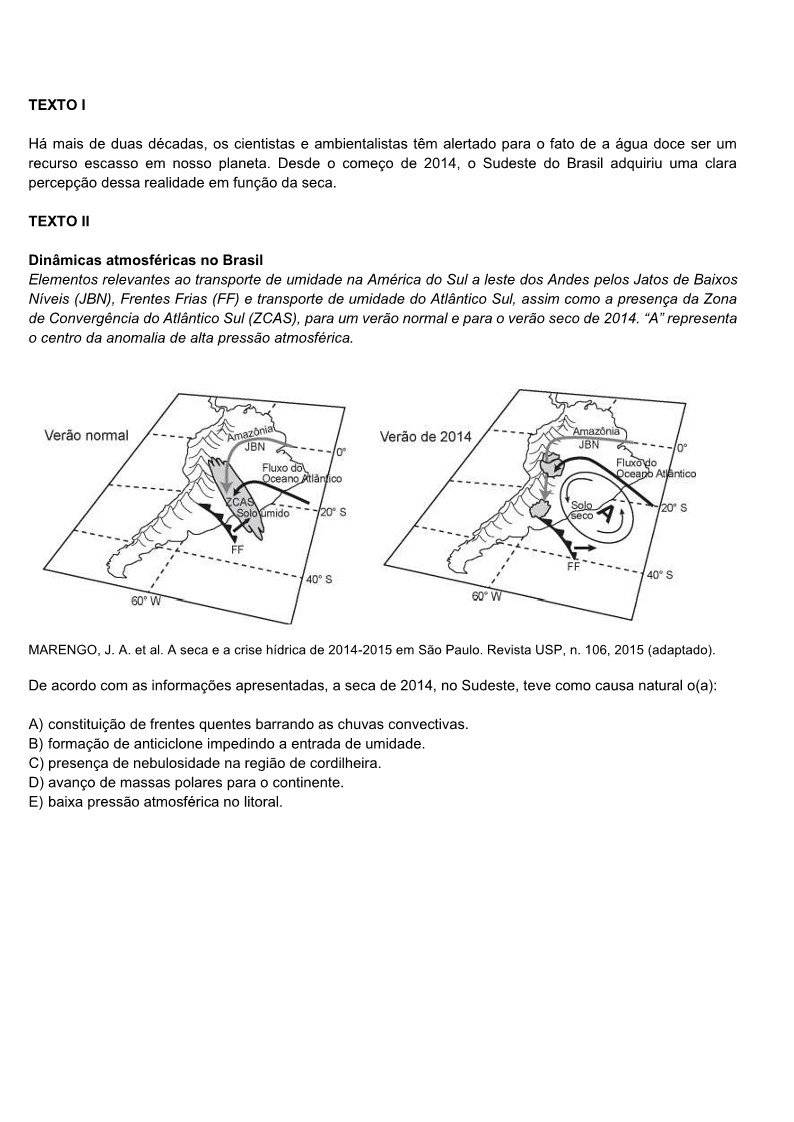 TEXTO I
Há mais de duas décadas, os cientistas e ambientalistas têm alertado para o fato de a água doce ser um
recurso escasso em nosso planeta. Desde o começo de 2014, o Sudeste do Brasil adquiriu uma clara
percepção dessa realidade em função da seca.
TEXTO II
Dinâmicas atmosféricas no Brasil
Elementos relevantes ao transporte de umidade na América do Sul a leste dos Andes pelos Jatos de Baixos
Níveis (JBN), Frentes Frias (FF) e transporte de umidade do Atlântico Sul, assim como a presença da Zona
de Convergência do Atlântico Sul (ZCAS), para um verão normal e para o verão seco de 2014. “A” representa
o centro da anomalia de alta pressão atmosférica.
Verão normal
Amazônia
JBN
0°
Fluxo do
Oceano Atlântico
ZCAS
Solo úmido
20° S
FF
40° S
60° W
Verão de 2014
Amazônia
JBN
0°
Fluxo do
Oceano Atlântico
Solo
seco
A
20° S
FF
40° S
60° W
MARENGO, J. A. et al. A seca e a crise hídrica de 2014-2015 em São Paulo. Revista USP, n. 106, 2015 (adaptado).
De acordo com as informações apresentadas, a seca de 2014, no Sudeste, teve como causa natural o(a):
A) constituição de frentes quentes barrando as chuvas convectivas.
B) formação de anticiclone impedindo a entrada de umidade.
C) presença de nebulosidade na região de cordilheira.
D) avanço de massas polares para o continente.
E) baixa pressão atmosférica no litoral.